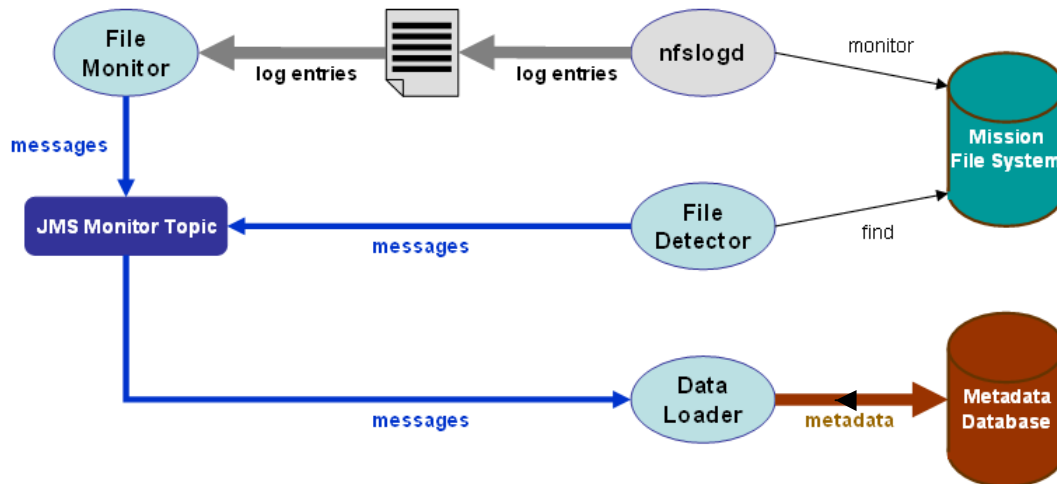 File
Monitor
log entries
log entries
nfslogd
monitor
Mission
File System
messages
JMS Monitor Topic
messages
File
Detector
find
messages
Data
Loader
metadata
Metadata
Database